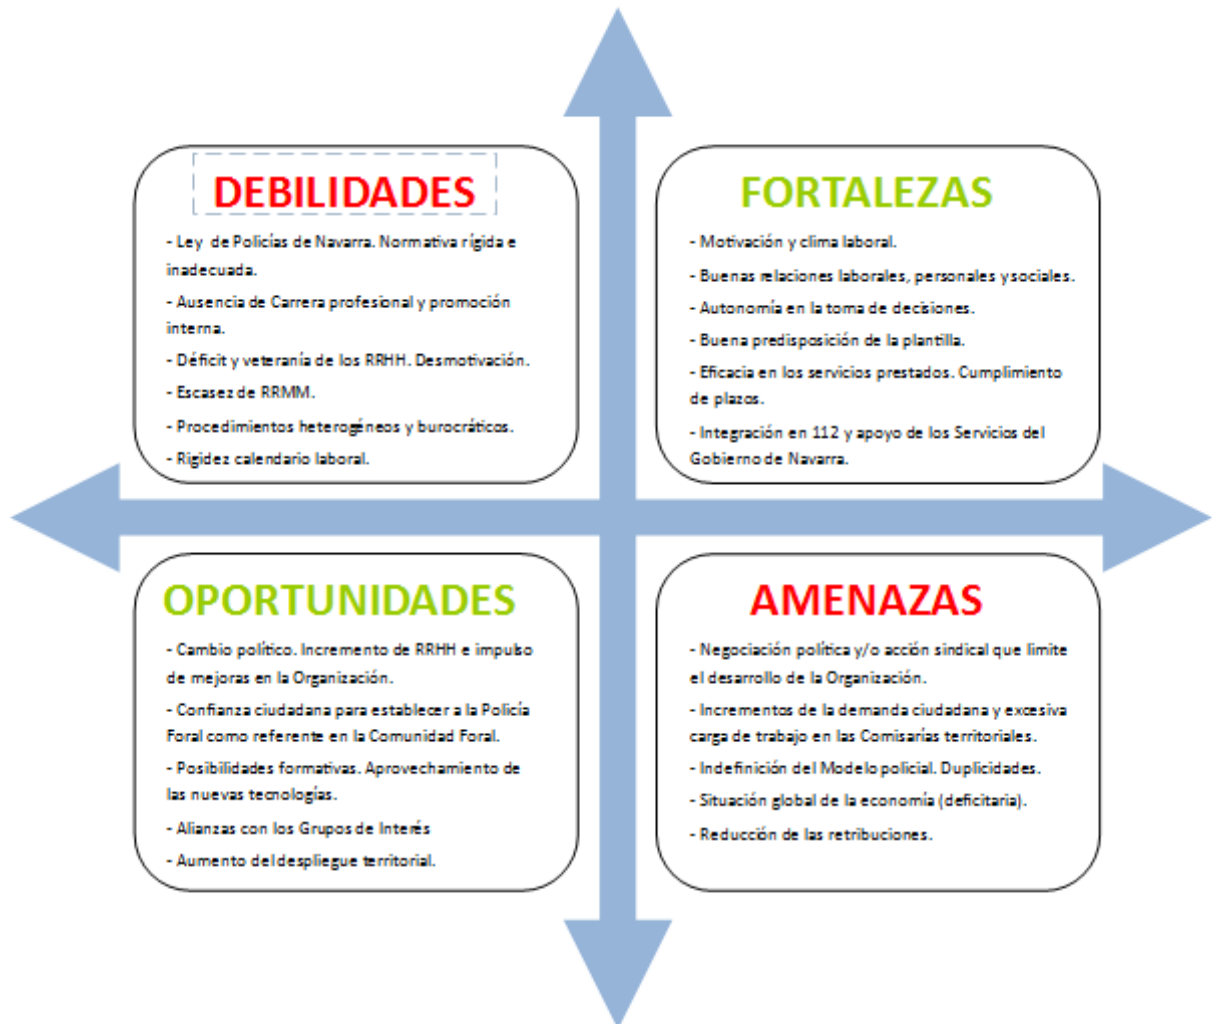 DEBILIDADES
- Ley de Policías de Navarra. Normativa rígida e
inadecuada.
- Ausencia de Carrera profesional y promoción
interna.
- Déficit y veteranía de los RRHH. Desmotivación.
- Escasez de RRMM.
- Procedimientos heterogéneos y burocráticos.
- Rigidez calendario laboral.
FORTALEZAS
- Motivación y clima laboral.
- Buenas relaciones laborales, personales y sociales.
- Autonomía en la toma de decisiones.
- Buena predisposición de la plantilla.
- Eficacia en los servicios prestados. Cumplimiento
de plazos.
- Integración en 112 y apoyo de los Servicios del
Gobierno de Navarra.
OPORTUNIDADES
- Cambio político. Incremento de RRHH e impulso
de mejoras en la Organización.
- Confianza ciudadana para establecer a la Policía
Foral como referente en la Comunidad Foral.
- Posibilidades formativas. Aprovechamiento de
las nuevas tecnologías.
- Alianzas con los Grupos de Interés
- Aumento del despliegue territorial.
AMENAZAS
- Negociación política y/o acción sindical que limite
el desarrollo de la Organización.
- Incrementos de la demanda ciudadana y excesiva
carga de trabajo en las Comisarías territoriales.
- Indefinición del Modelo policial. Duplicidades.
- Situación global de la economía (deficitaria).
- Reducción de las retribuciones.